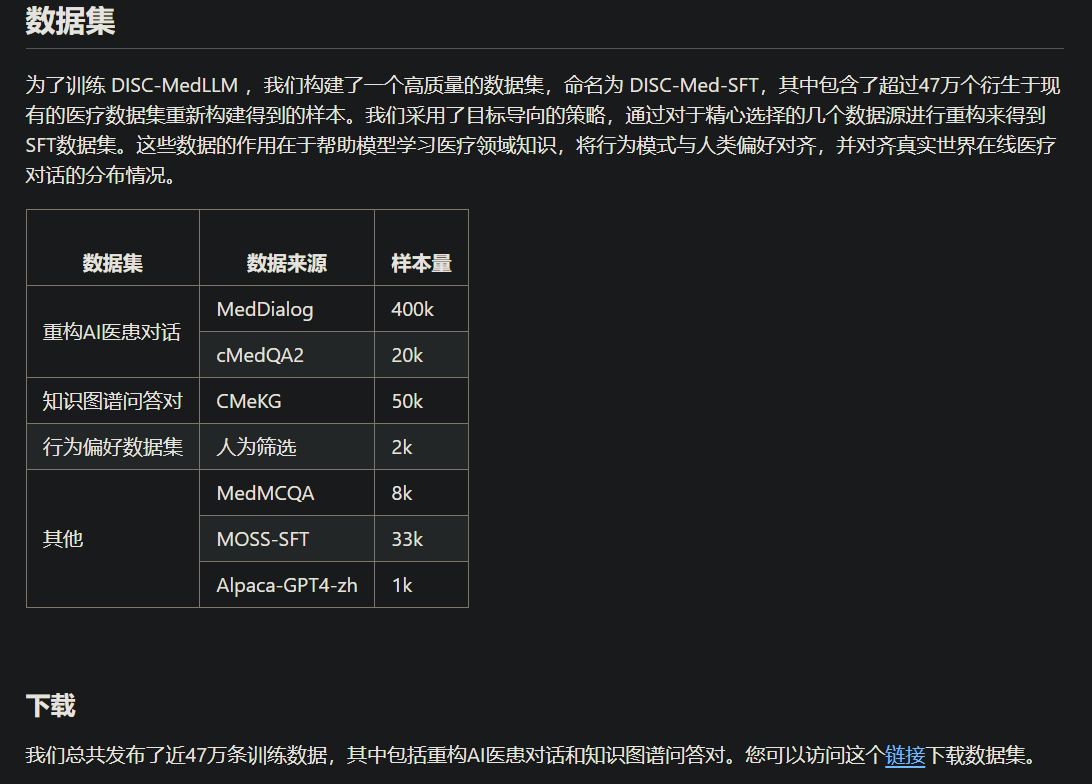 数据集
为了训练 DISC-MedLLM ，我们构建了一个高质量的数据集，命名为 DISC-Med-SFT，其中包含了超过47万个衍生于现
有的医疗数据集重新构建得到的样本。我们采用了目标导向的策略，通过对于精心选择的几个数据源进行重构来得到
SFT数据集。这些数据的作用在于帮助模型学习医疗领域知识，将行为模式与人类偏好对齐，并对齐真实世界在线医疗
对话的分布情况。
数据集 数据来源 样本量
重构AI医患对话 MedDialog 400k
cMedQA2 20k
知识图谱问答对 CMeKG 50k
行为偏好数据集 人为筛选 2k
其他 MedMCQA 8k
MOSS-SFT 33k
Alpaca-GPT4-zh 1k
下载
我们总共发布了近47万条训练数据，其中包括重构AI医患对话和知识图谱问答对。您可以访问这个链接下载数据集。